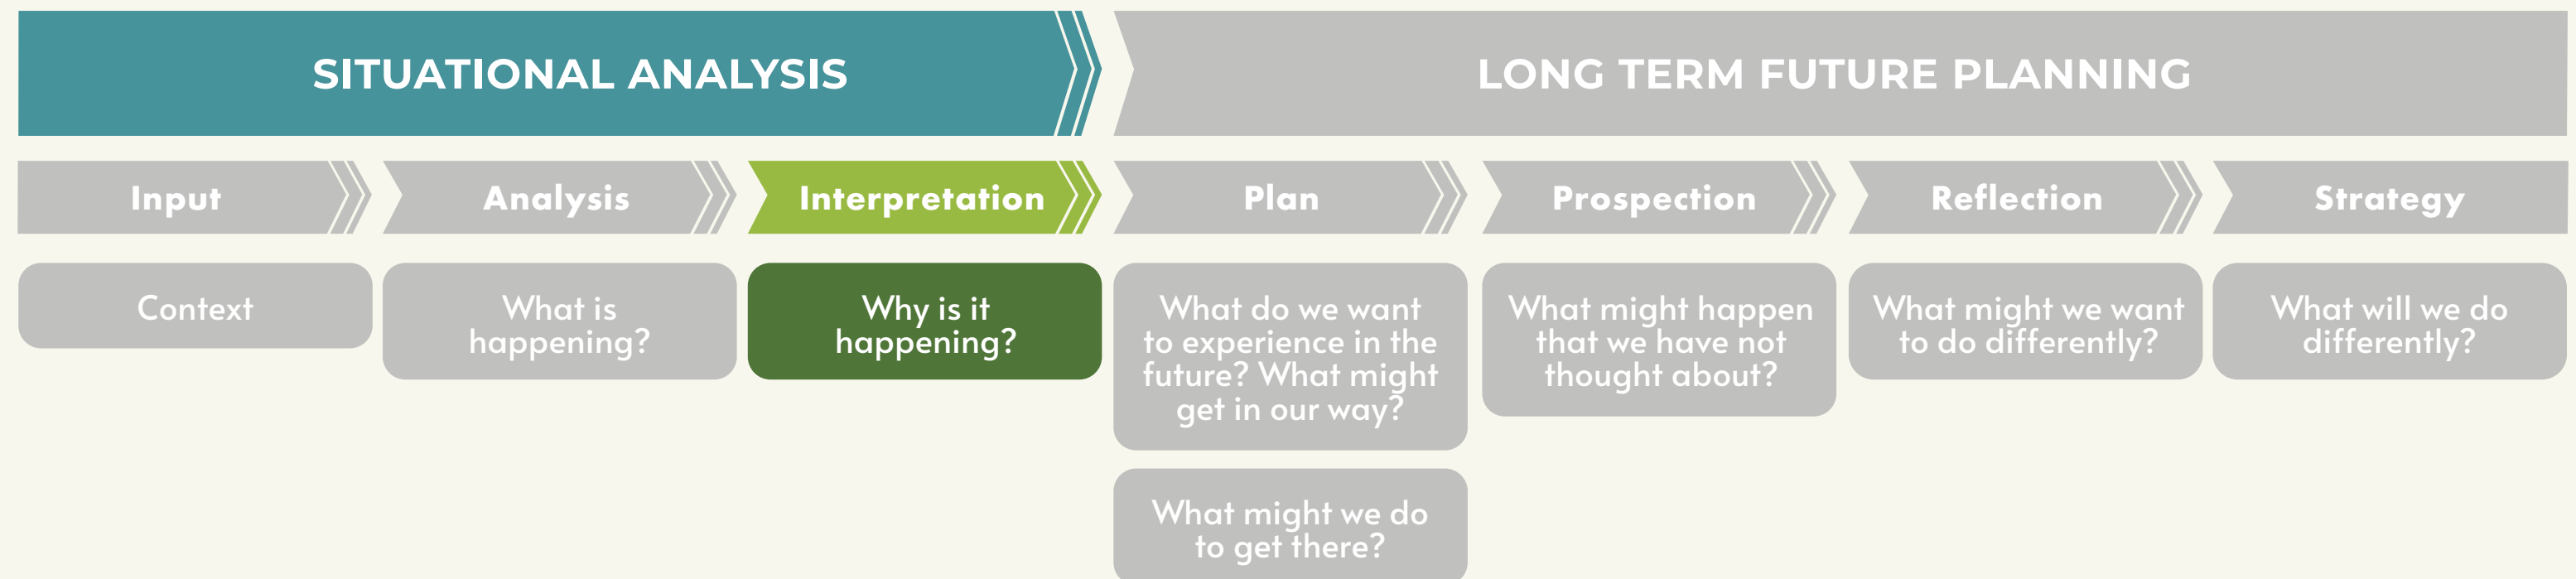 SITUATIONAL ANALYSIS
LONG TERM FUTURE PLANNING
Input
Analysis
Interpretation
Plan
Prospection
Reflection
Strategy
Context
What is
happening?
Why is it
happening?
What do we want
to experience in the
future? What might
get in our way?
What might we do
to get there?
What might happen
that we have not
thought about?
What might we want
to do differently?
What will we do
differently?